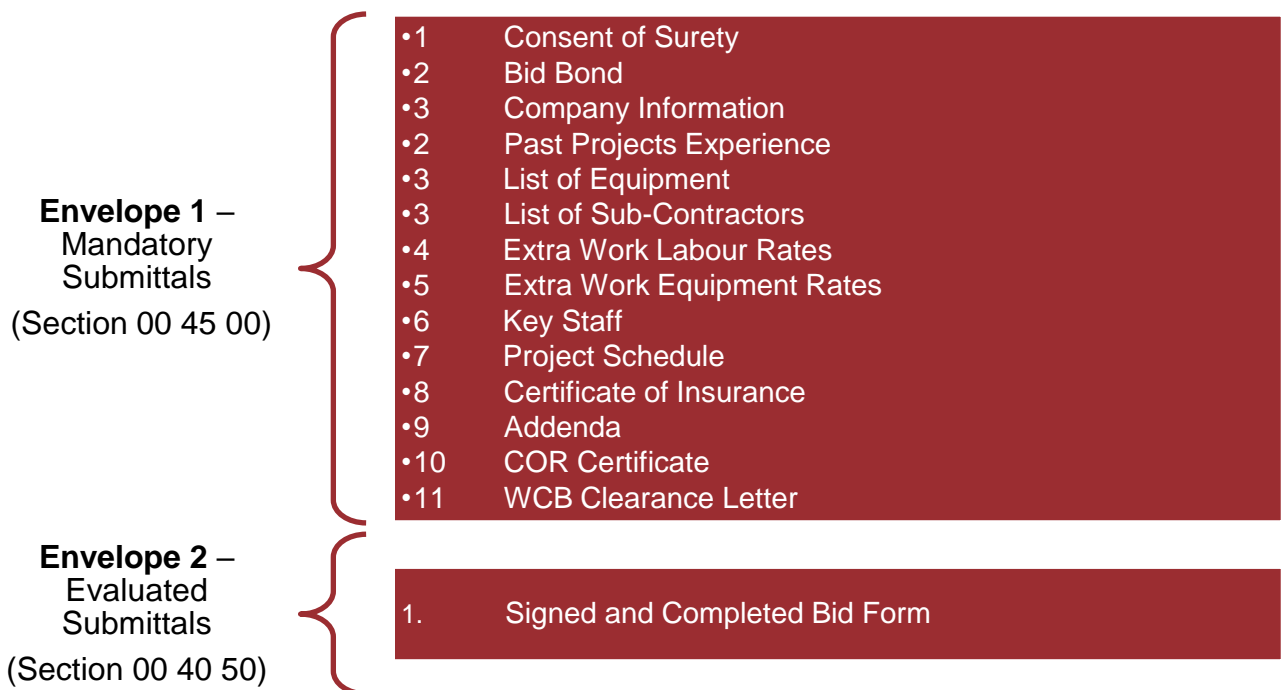 Envelope 1 –
Mandatory
Submittals
(Section 00 45 00)
•1 Consent of Surety
•2 Bid Bond
•3 Company Information
•2 Past Projects Experience
•3 List of Equipment
•3 List of Sub-Contractors
•4 Extra Work Labour Rates
•5 Extra Work Equipment Rates
•6 Key Staff
•7 Project Schedule
•8 Certificate of Insurance
•9 Addenda
•10 COR Certificate
•11 WCB Clearance Letter
Envelope 2 –
Evaluated
Submittals
(Section 00 40 50)
1. Signed and Completed Bid Form